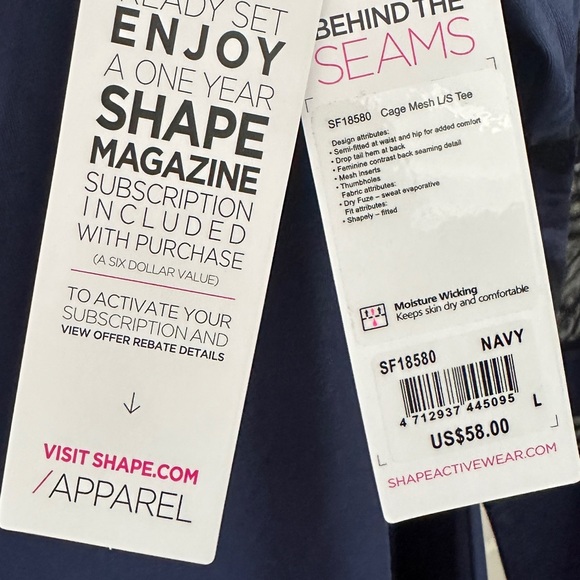 READY SET
ENJOY
A ONE YEAR
SHAPE
MAGAZINE
SUBSCRIPTION
INCLUDED
WITH PURCHASE
(A SIX DOLLAR VALUE)
TO ACTIVATE YOUR
SUBSCRIPTION AND
VIEW OFFER REBATE DETAILS
VISIT SHAPE.COM
/APPAREL
BEHIND THE
SEAMS
SF18580 Cage Mesh L/S Tee
Design attributes:
• Semi-fitted at waist and hip for added comfort
• Drop tail hem at back
• Feminine contrast back seaming detail
• Mesh inserts
• Thumbholes
Fabric attributes:
• Dry Fuze – sweat evaporative
Fit attributes:
• Shapely – fitted
Moisture Wicking
Keeps skin dry and comfortable
SF18580 NAVY
4 712937 445095 L
US$58.00
SHAPEACTIVEWEAR.COM